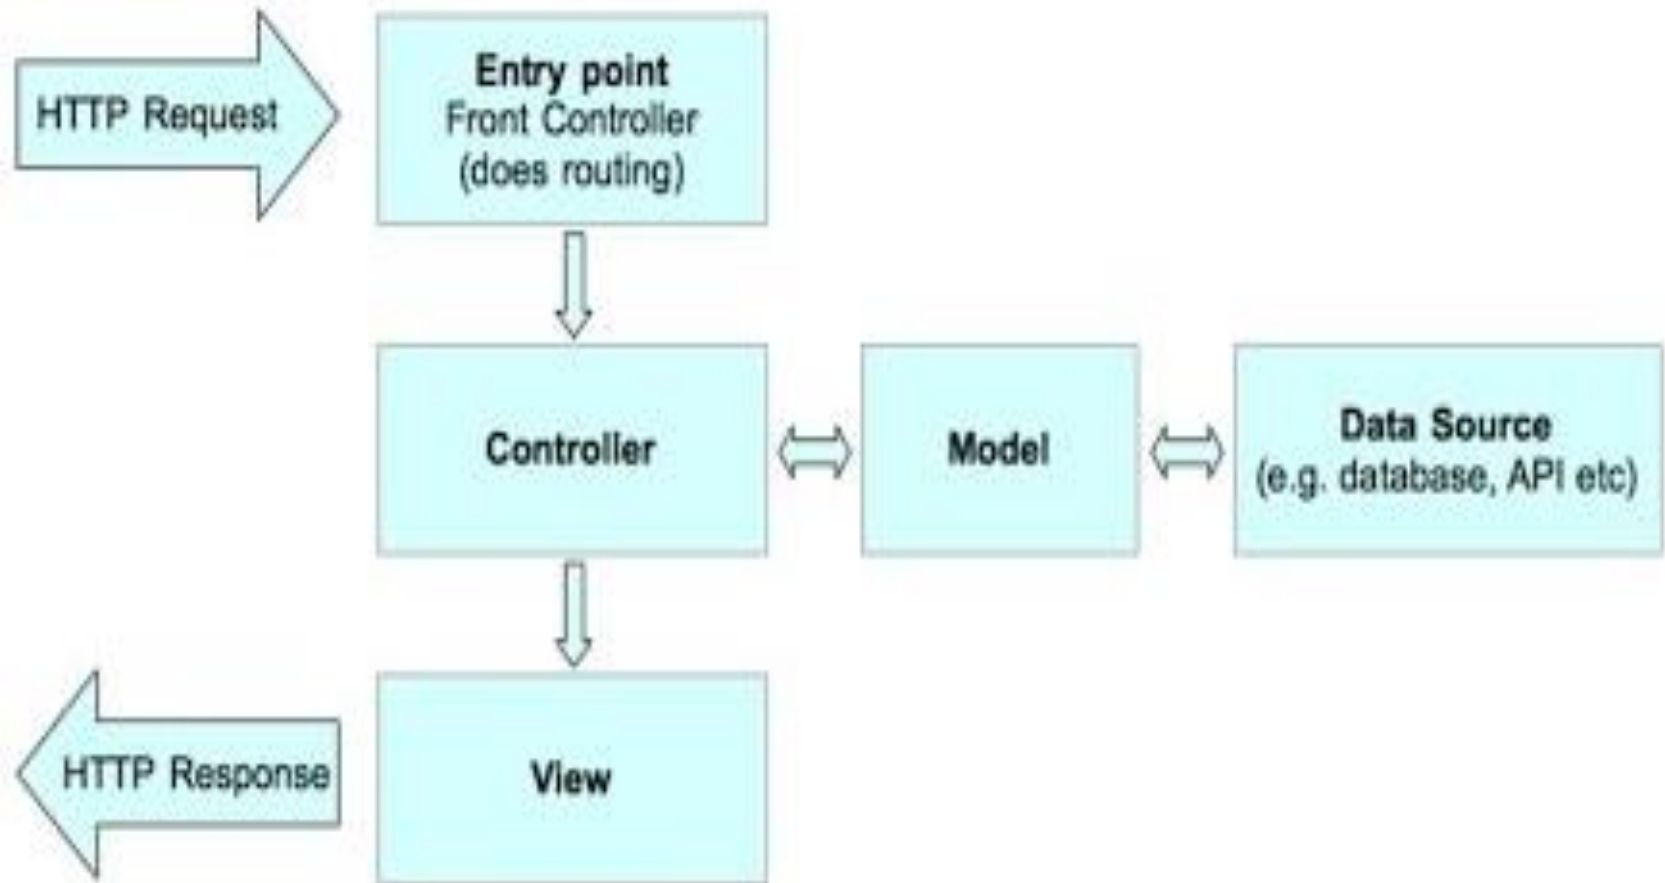 HTTP Request
Entry point
Front Controller
(does routing)
Controller
Model
Data Source
(e.g. database, API etc)
HTTP Response
View